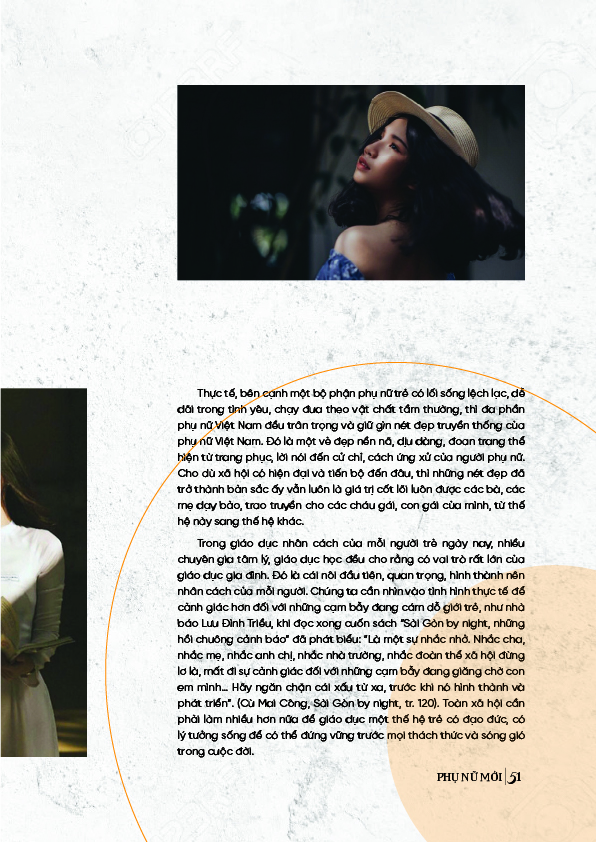 Thực tế, bên cạnh một bộ phận phụ nữ trẻ có lối sống lệch lạc, dễ
dãi trong tình yêu, chạy đua theo vật chất tầm thường, thì đa phần
phụ nữ Việt Nam đều trân trọng và giữ gìn nét đẹp truyền thống của
phụ nữ Việt Nam. Đó là một vẻ đẹp nền nã, dịu dàng, đoan trang thể
hiện từ trang phục, lời nói đến cử chỉ, cách ứng xử của người phụ nữ.
Cho dù xã hội có hiện đại và tiến bộ đến đâu, thì những nét đẹp đã
trở thành bản sắc ấy vẫn luôn là giá trị cốt lõi luôn được các bà, các
mẹ dạy bảo, trao truyền cho các cháu gái, con gái của mình, từ thế
hệ này sang thế hệ khác.
Trong giáo dục nhân cách của mỗi người trẻ ngày nay, nhiều
chuyên gia tâm lý, giáo dục học đều cho rằng có vai trò rất lớn của
giáo dục gia đình. Đó là cái nôi đầu tiên, quan trọng, hình thành nên
nhân cách của mỗi người. Chúng ta cần nhìn vào tình hình thực tế để
cảnh giác hơn đối với những cạm bẫy đang cám dỗ giới trẻ, như nhà
báo Lưu Đình Triều, khi đọc xong cuốn sách “Sài Gòn by night, những
hồi chuông cảnh báo” đã phát biểu: “Là một sự nhắc nhở. Nhắc cha,
nhắc mẹ, nhắc anh chị, nhắc nhà trường, nhắc đoàn thể xã hội đừng
lơ là, mất đi sự cảnh giác đối với những cạm bẫy đang giăng chờ con
em mình... Hãy ngăn chặn cái xấu từ xa, trước khi nó hình thành và
phát triển”. (Cù Mai Công, Sài Gòn by night, tr. 120). Toàn xã hội cần
phải làm nhiều hơn nữa để giáo dục một thế hệ trẻ có đạo đức, có
lý tưởng sống để có thể đứng vững trước mọi thách thức và sóng gió
trong cuộc đời.
PHỤ NỮ MỚI 51